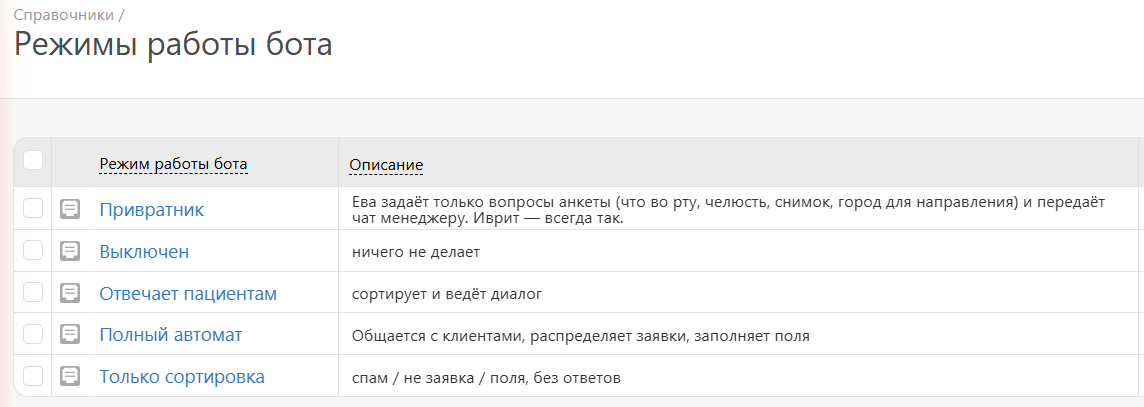 Справочники /
Режимы работы бота
Режим работы бота
Описание
Привратник
Ева задаёт только вопросы анкеты (что во рту, челюсть, снимок, город для направления) и передаёт
чат менеджеру. Иврит — всегда так.
Выключен
ничего не делает
Отвечает пациентам
сортирует и ведёт диалог
Полный автомат
Общается с клиентами, распределяет заявки, заполняет поля
Только сортировка
спам / не заявка / поля, без ответов